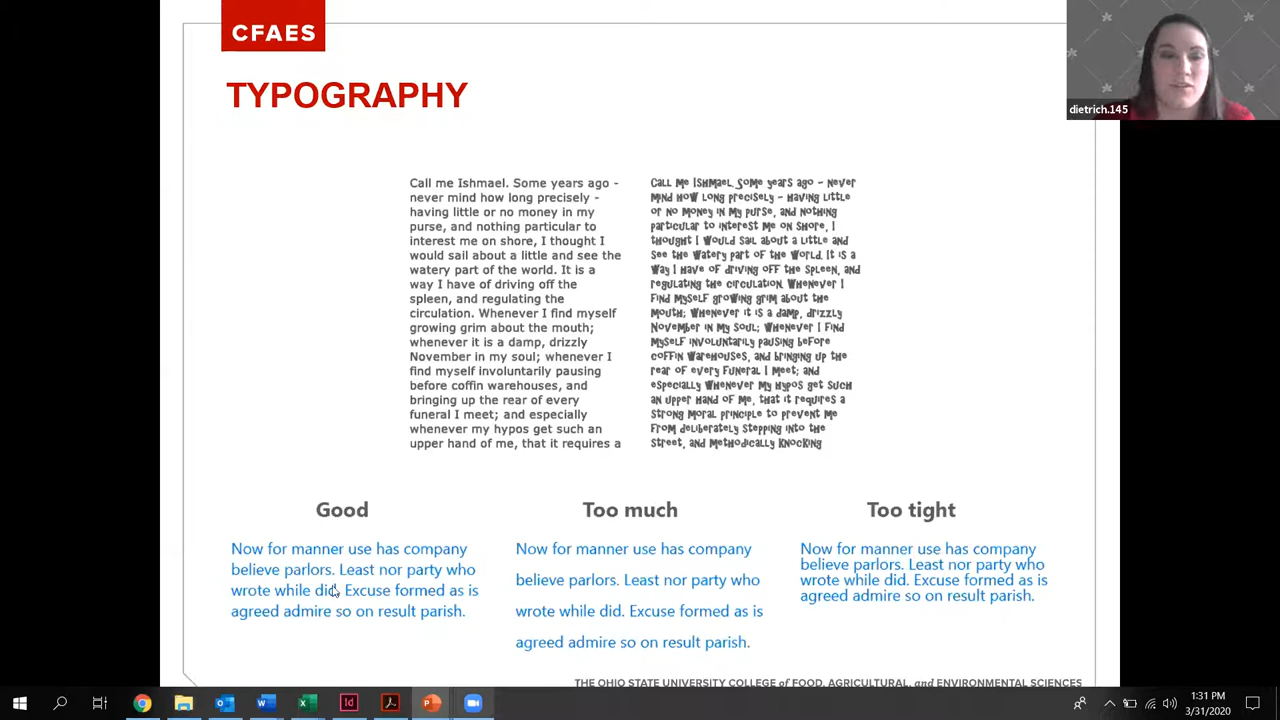 CFAES
TYPOGRAPHY
dietrich.145
Call me Ishmael. Some years ago -
never mind how long precisely -
having little or no money in my
purse, and nothing particular to
interest me on shore, I thought I
would sail about a little and see the
watery part of the world. It is a
way I have of driving off the
spleen, and regulating the
circulation. Whenever I find myself
growing grim about the mouth;
whenever it is a damp, drizzly
November in my soul; whenever I
find myself involuntarily pausing
before coffin warehouses, and
bringing up the rear of every
funeral I meet; and especially
whenever my hypos get such an
upper hand of me, that it requires a
Call me Ishmael. Some years ago - never
mind how long precisely - having little
or no money in my purse, and nothing
particular to interest me on shore, I
thought I would sail about a little and
see the watery part of the world. It is a
way I have of driving off the spleen, and
regulating the circulation. Whenever I
find myself growing grim about the
mouth; whenever it is a damp, drizzly
November in my soul; whenever I find
myself involuntarily pausing before
coffin warehouses, and bringing up the
rear of every funeral I meet; and
especially whenever my hypos get such
an upper hand of me, that it requires a
strong moral principle to prevent me
from deliberately stepping into the
street, and methodically knocking
Good
Now for manner use has company
believe parlors. Least nor party who
wrote while did. Excuse formed as is
agreed admire so on result parish.
Too much
Now for manner use has company
believe parlors. Least nor party who
wrote while did. Excuse formed as is
agreed admire so on result parish.
Too tight
Now for manner use has company
believe parlors. Least nor party who
wrote while did. Excuse formed as is
agreed admire so on result parish.
THE OHIO STATE UNIVERSITY COLLEGE of FOOD, AGRICULTURAL, and ENVIRONMENTAL SCIENCES
1:31 PM
3/31/2020